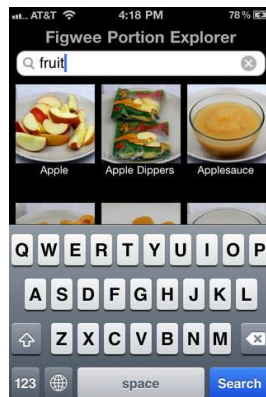 AT&T 4:18 PM 78%
Figwee Portion Explorer
fruit
Apple Apple Dippers Applesauce
Q W E R T Y U I O P
A S D F G H J K L
Z X C V B N M
123 space Search